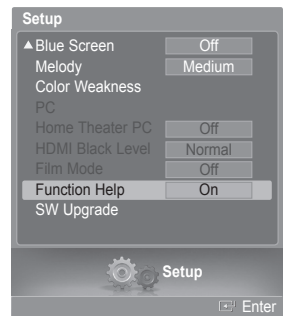 Setup
▲Blue Screen Off
Melody Medium
Color Weakness
PC
Home Theater PC Off
HDMI Black Level Normal
Film Mode Off
Function Help On
SW Upgrade
Setup
Enter